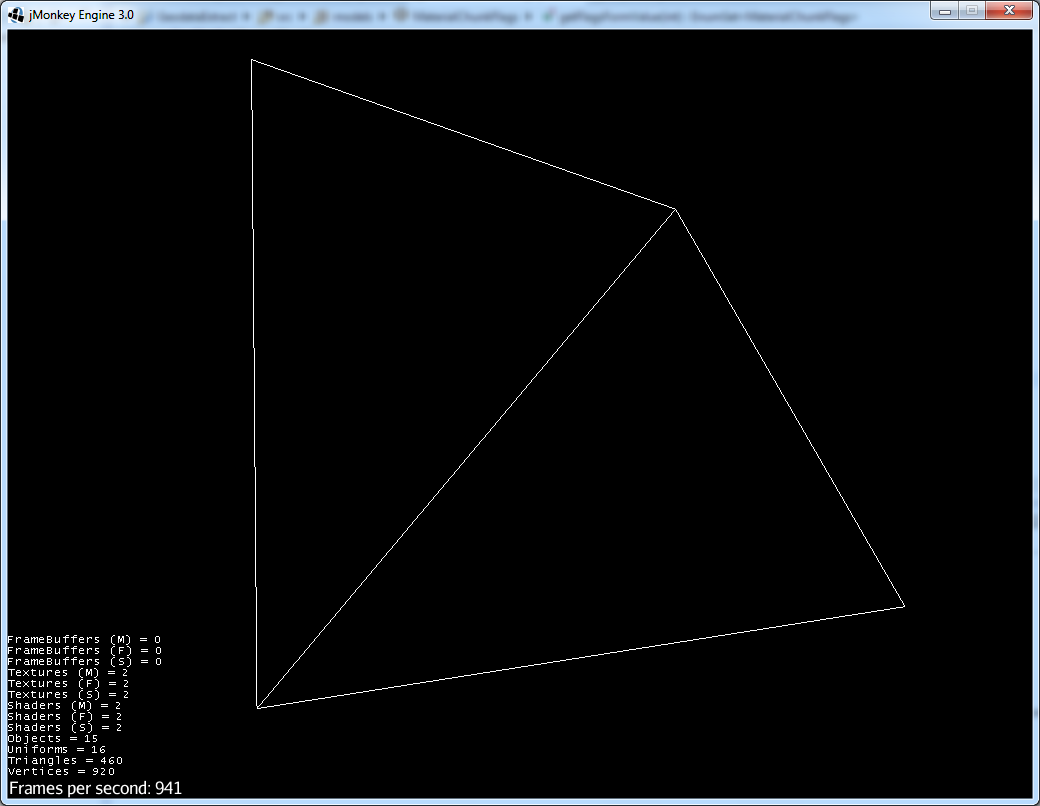 jMonkey Engine 3.0
FrameBuffers (M) = 0
FrameBuffers (F) = 0
FrameBuffers (S) = 0
Textures (M) = 2
Textures (F) = 2
Textures (S) = 2
Shaders (M) = 2
Shaders (F) = 2
Shaders (S) = 2
Objects = 15
Uniforms = 16
Triangles = 460
Vertices = 920
Frames per second: 941